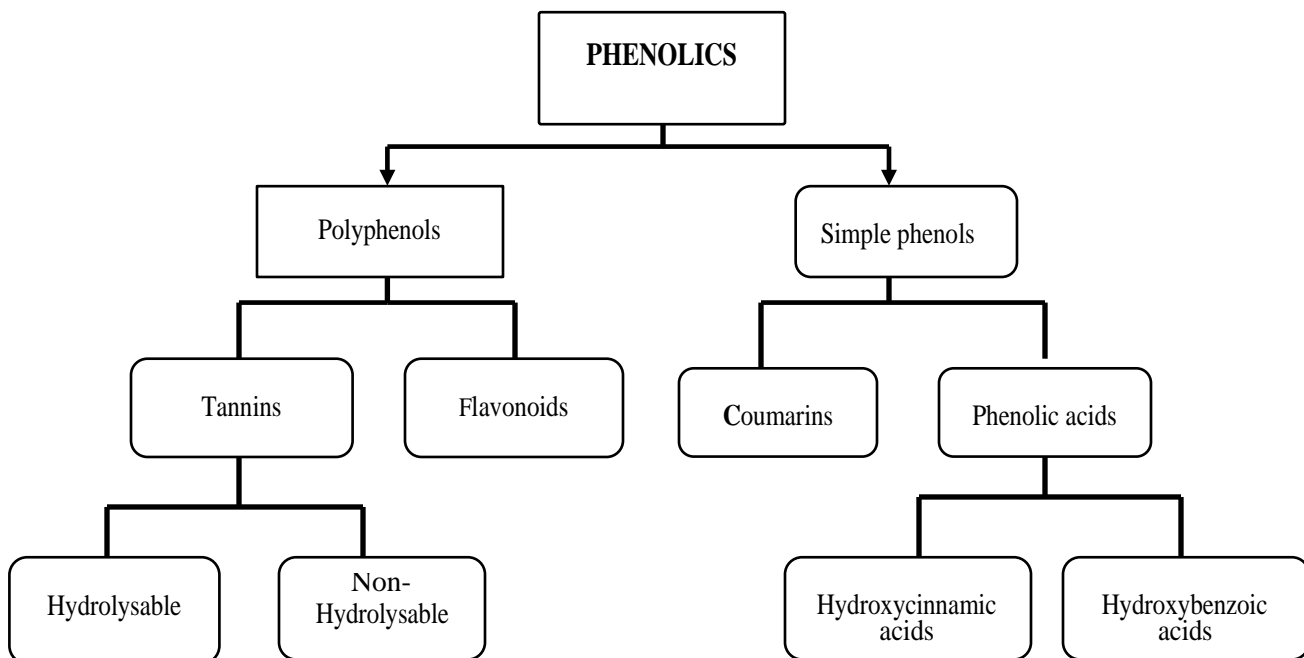 PHENOLICS
Polyphenols
Simple phenols
Tannins
Flavonoids
Coumarins
Phenolic acids
Hydrolysable
Non-
Hydrolysable
Hydroxycinnamic
acids
Hydroxybenzoic
acids